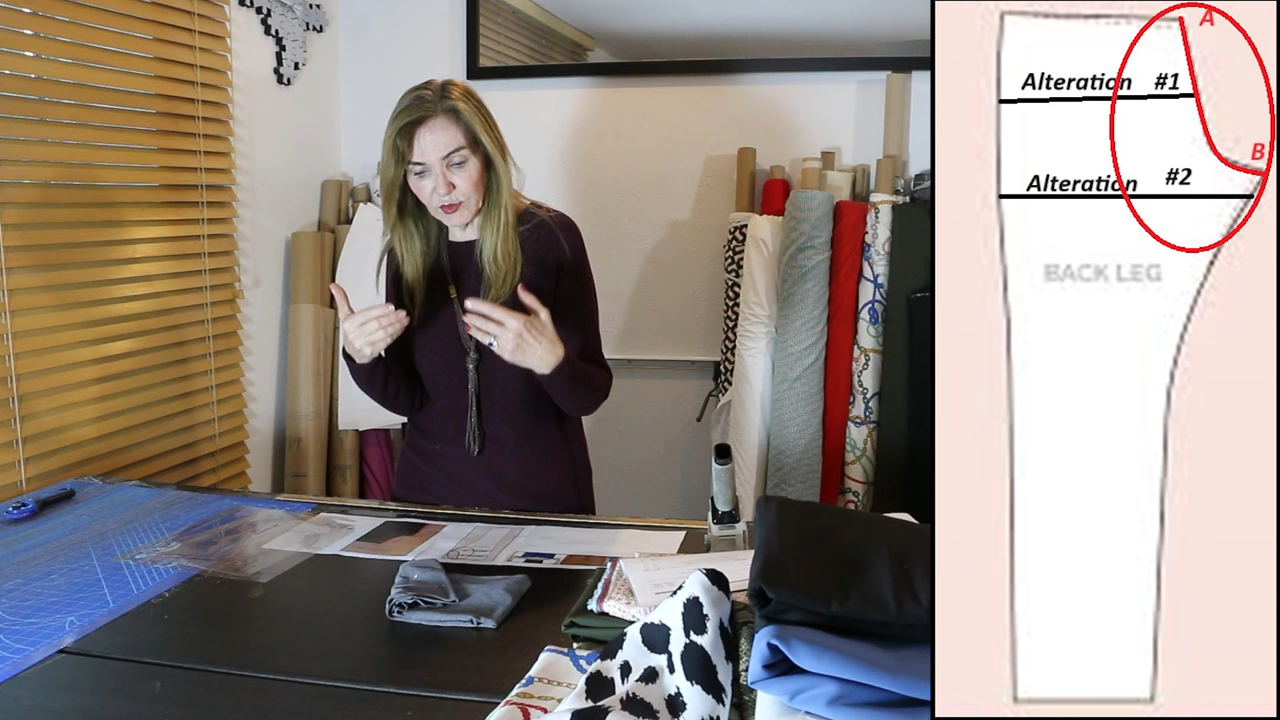 A
Alteration #1
B
Alteration #2
BACK LEG